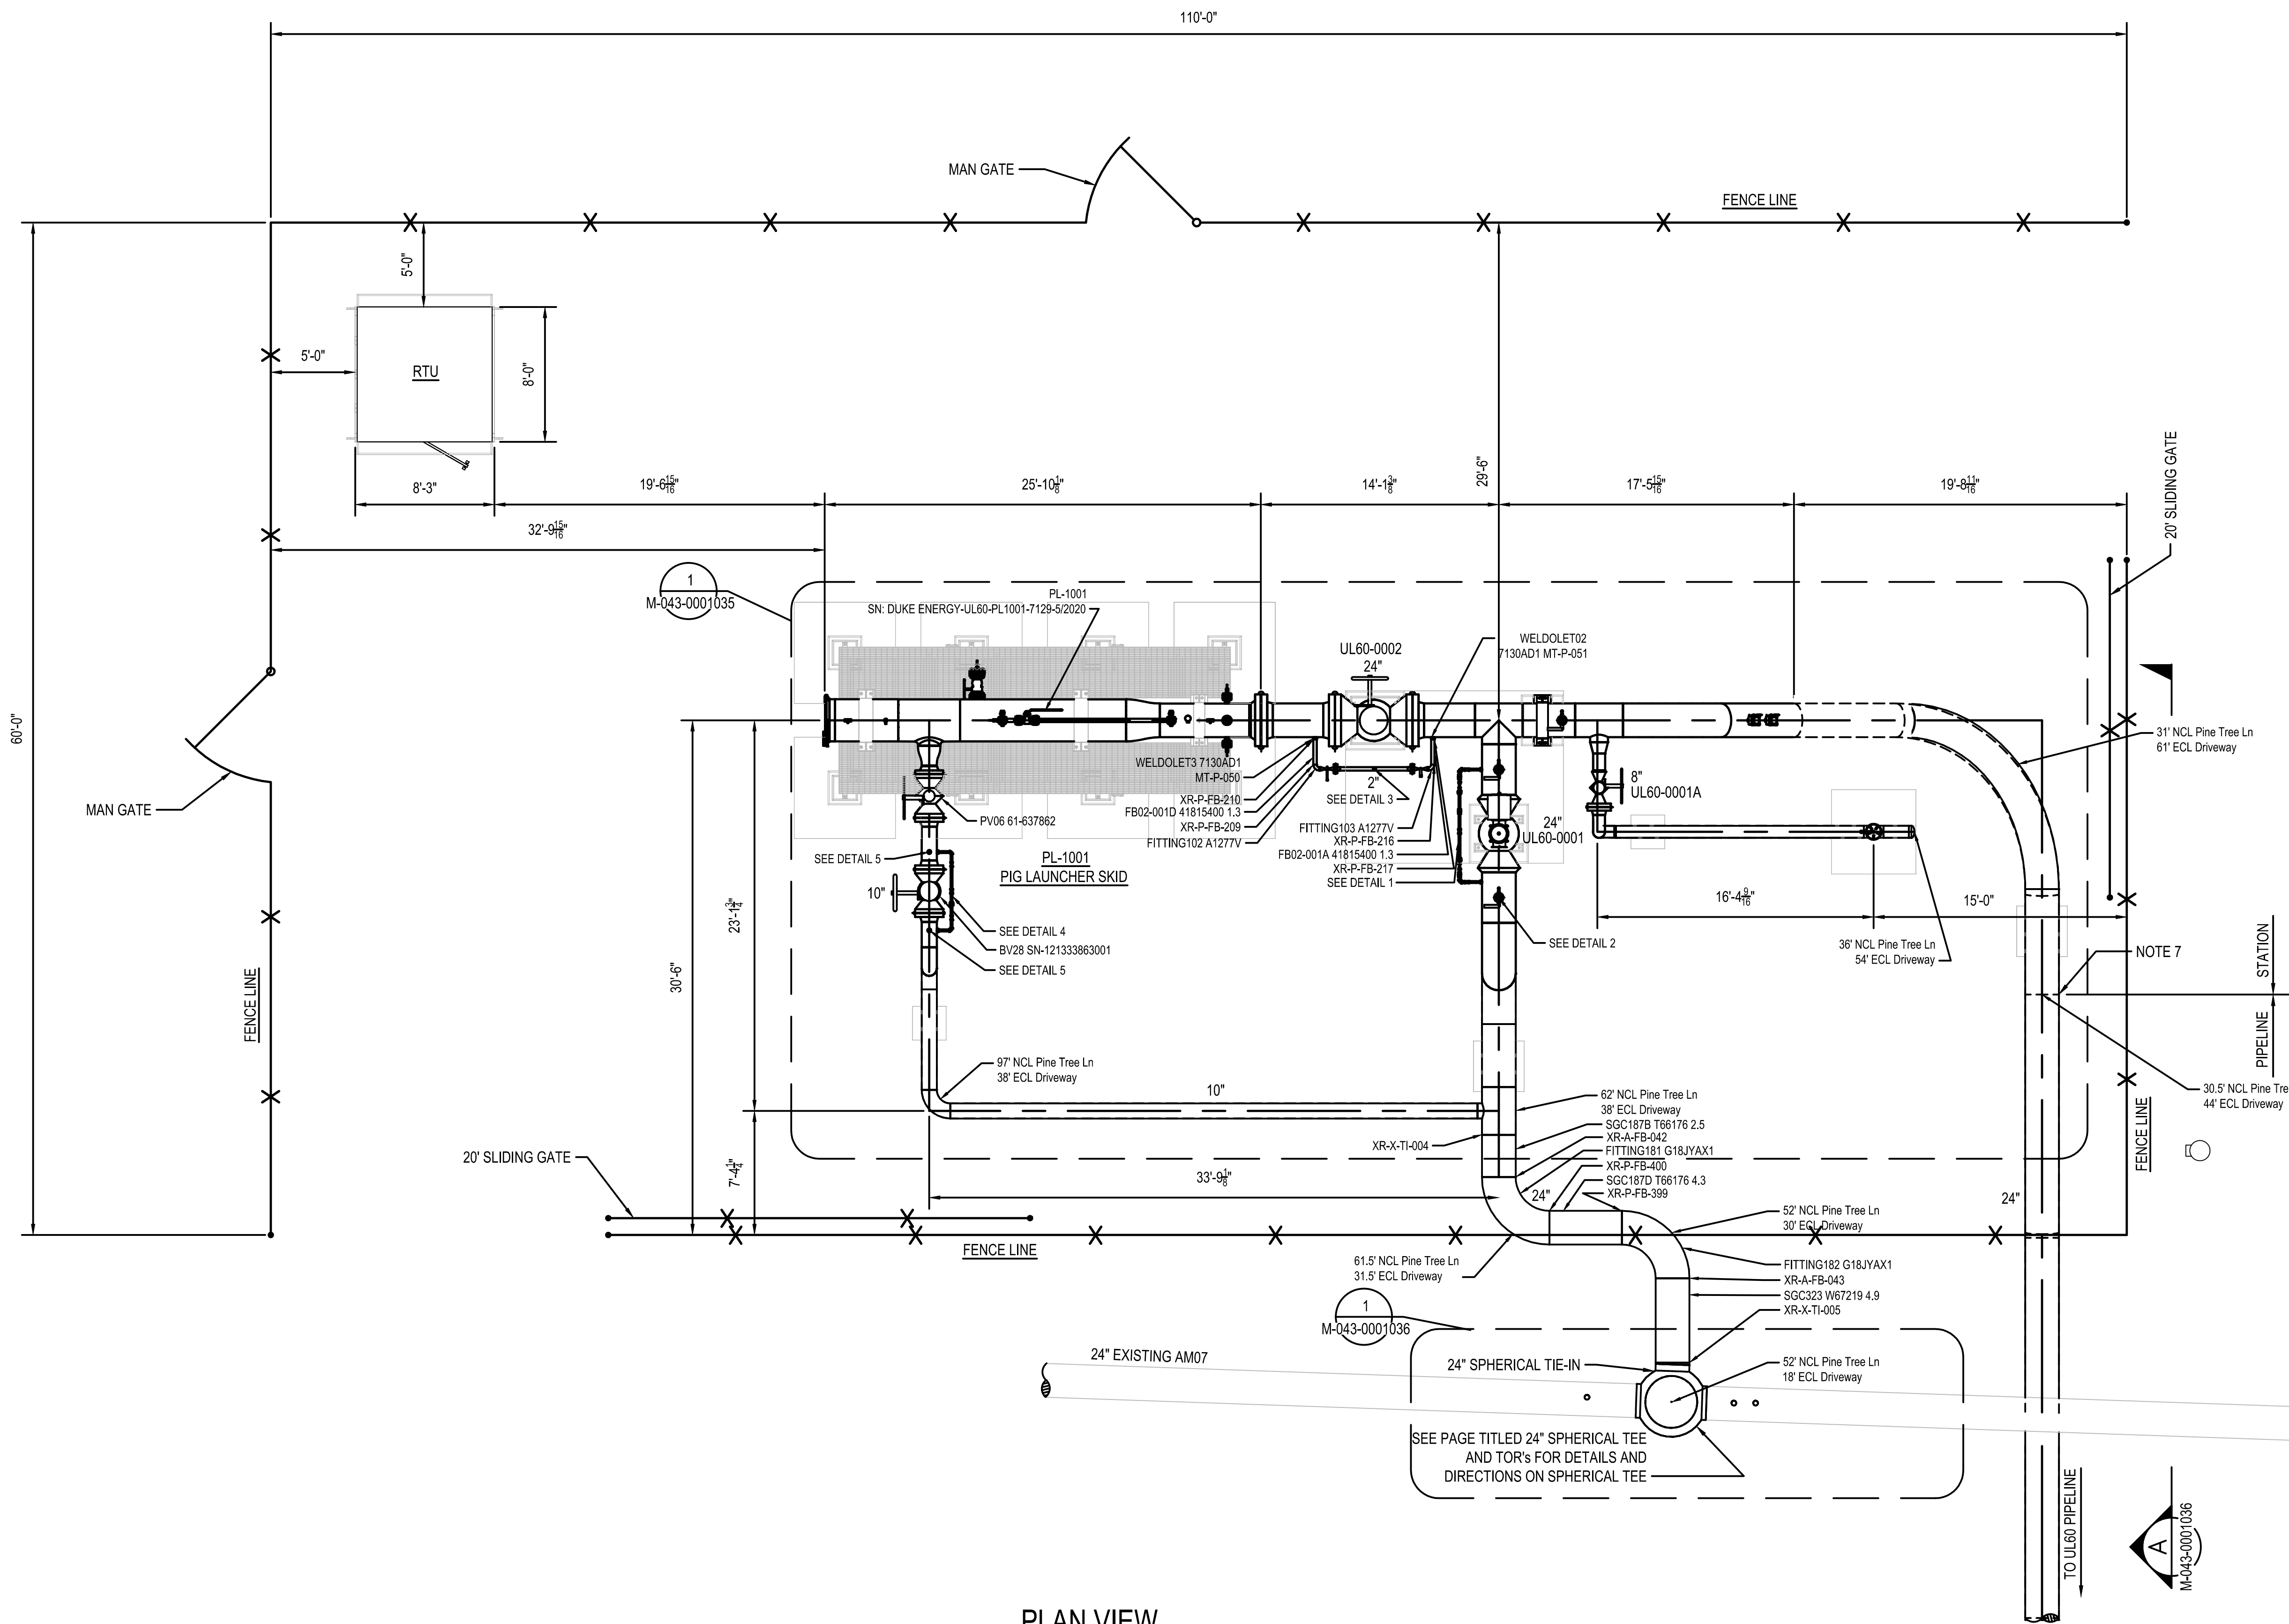 110'-0"
MAN GATE
FENCE LINE
5'-0"
5'-0"
RTU
8'-0"
60'-0"
8'-3"
19'-6 15/16"
25'-10 1/8"
14'-1 3/8"
29'-6"
17'-5 15/16"
19'-8 11/16"
20' SLIDING GATE
32'-9 15/16"
1
M-043-0001035
PL-1001
SN: DUKE ENERGY-UL60-PL1001-7129-5/2020
UL60-0002
24"
WELDOLET02
7130AD1 MT-P-051
31' NCL Pine Tree Ln
61' ECL Driveway
WELDOLET3 7130AD1
MT-P-050
XR-P-FB-210
FB02-001D 41815400 1.3
XR-P-FB-209
FITTING102 A1277V
2"
SEE DETAIL 3
FITTING103 A1277V
XR-P-FB-216
FB02-001A 41815400 1.3
XR-P-FB-217
SEE DETAIL 1
24"
UL60-0001
8"
UL60-0001A
MAN GATE
PV06 61-637862
SEE DETAIL 5
PL-1001
PIG LAUNCHER SKID
10"
SEE DETAIL 4
BV28 SN-121333863001
SEE DETAIL 5
SEE DETAIL 2
16'-4 9/16"
15'-0"
36' NCL Pine Tree Ln
54' ECL Driveway
NOTE 7
STATION
PIPELINE
23'-1 3/4"
30'-6"
FENCE LINE
97' NCL Pine Tree Ln
38' ECL Driveway
10"
62' NCL Pine Tree Ln
38' ECL Driveway
SGC187B T66176 2.5
XR-A-FB-042
FITTING181 G18JYAX1
XR-P-FB-400
SGC187D T66176 4.3
XR-P-FB-399
XR-X-TI-004
30.5' NCL Pine Tre
44' ECL Driveway
FENCE LINE
20' SLIDING GATE
7'-4 1/4"
33'-9 1/8"
24"
24"
52' NCL Pine Tree Ln
30' ECL Driveway
FENCE LINE
61.5' NCL Pine Tree Ln
31.5' ECL Driveway
FITTING182 G18JYAX1
XR-A-FB-043
SGC323 W67219 4.9
XR-X-TI-005
1
M-043-0001036
24" EXISTING AM07
24" SPHERICAL TIE-IN
52' NCL Pine Tree Ln
18' ECL Driveway
SEE PAGE TITLED 24" SPHERICAL TEE
AND TOR's FOR DETAILS AND
DIRECTIONS ON SPHERICAL TEE
TO UL60 PIPELINE
A
M-043-0001036
PLAN VIEW